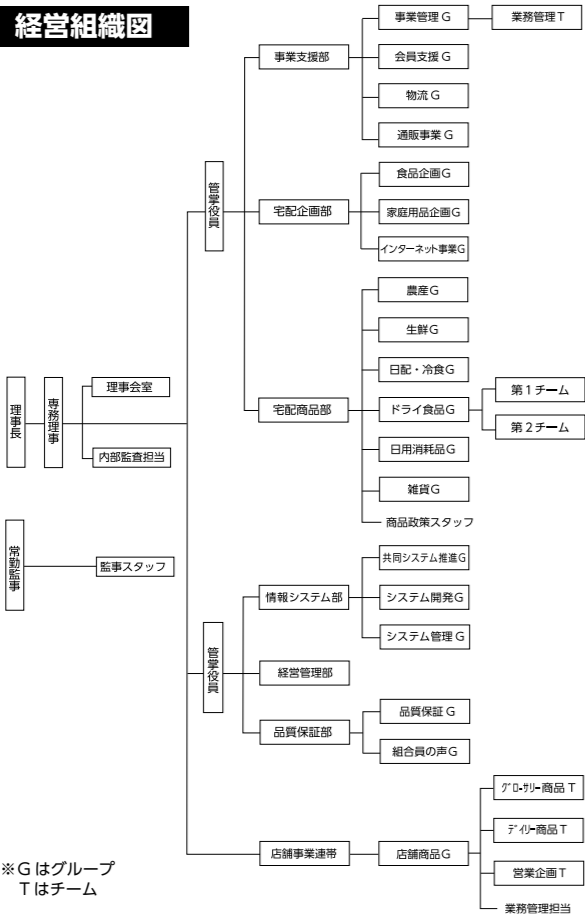 経営組織図
理事長
専務理事
理事会室
内部監査担当
常勤監事
監事スタッフ
管掌役員
事業支援部
事業管理G
業務管理T
会員支援G
物流G
通販事業G
宅配企画部
食品企画G
家庭用品企画G
インターネット事業G
宅配商品部
農産G
生鮮G
日配・冷食G
ドライ食品G
第1チーム
第2チーム
日用消耗品G
雑貨G
商品政策スタッフ
管掌役員
情報システム部
共同システム推進G
システム開発G
システム管理G
経営管理部
品質保証部
品質保証G
組合員の声G
店舗事業連帯
店舗商品G
グローサリー商品T
デイリー商品T
営業企画T
業務管理担当
※Gはグループ
Tはチーム